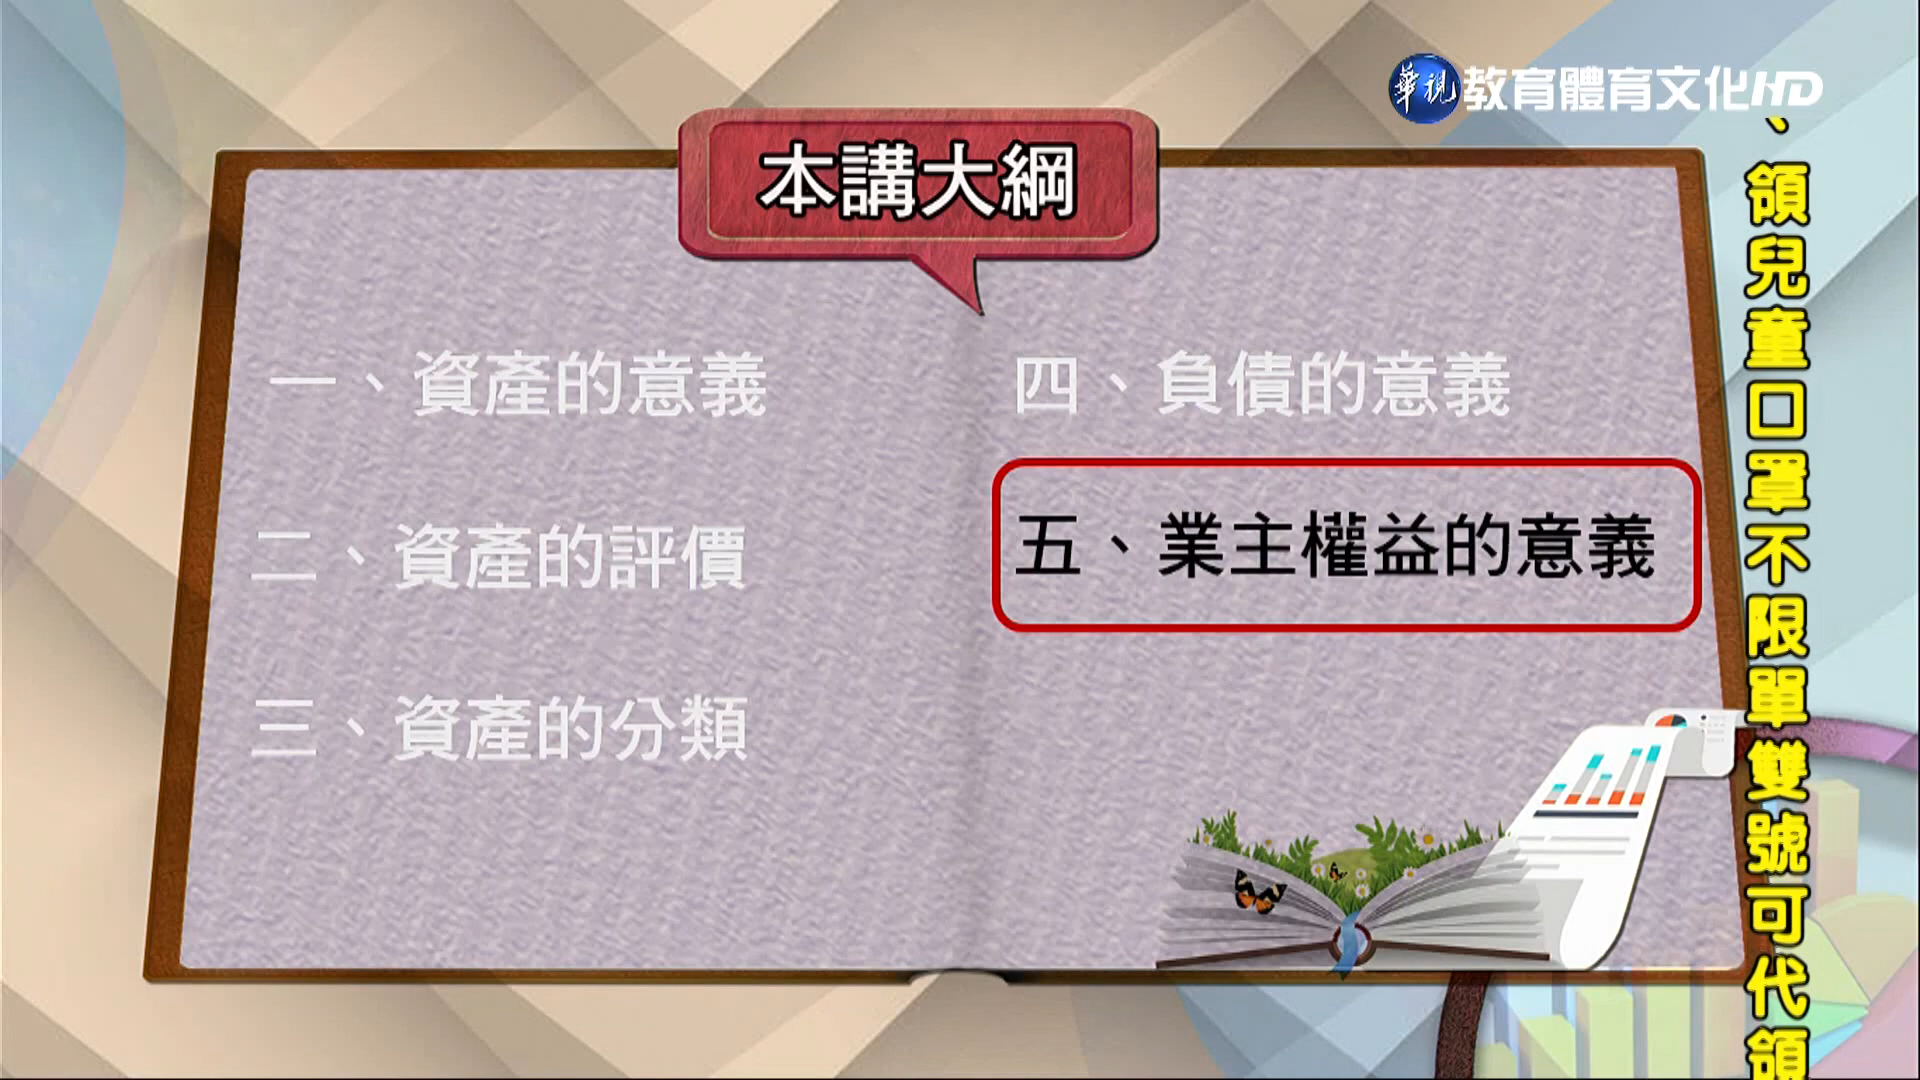 華視 教育體育文化HD
本講大綱
一、資產的意義
二、資產的評價
三、資產的分類
四、負債的意義
五、業主權益的意義
、領兒童口罩不限單雙號可代領